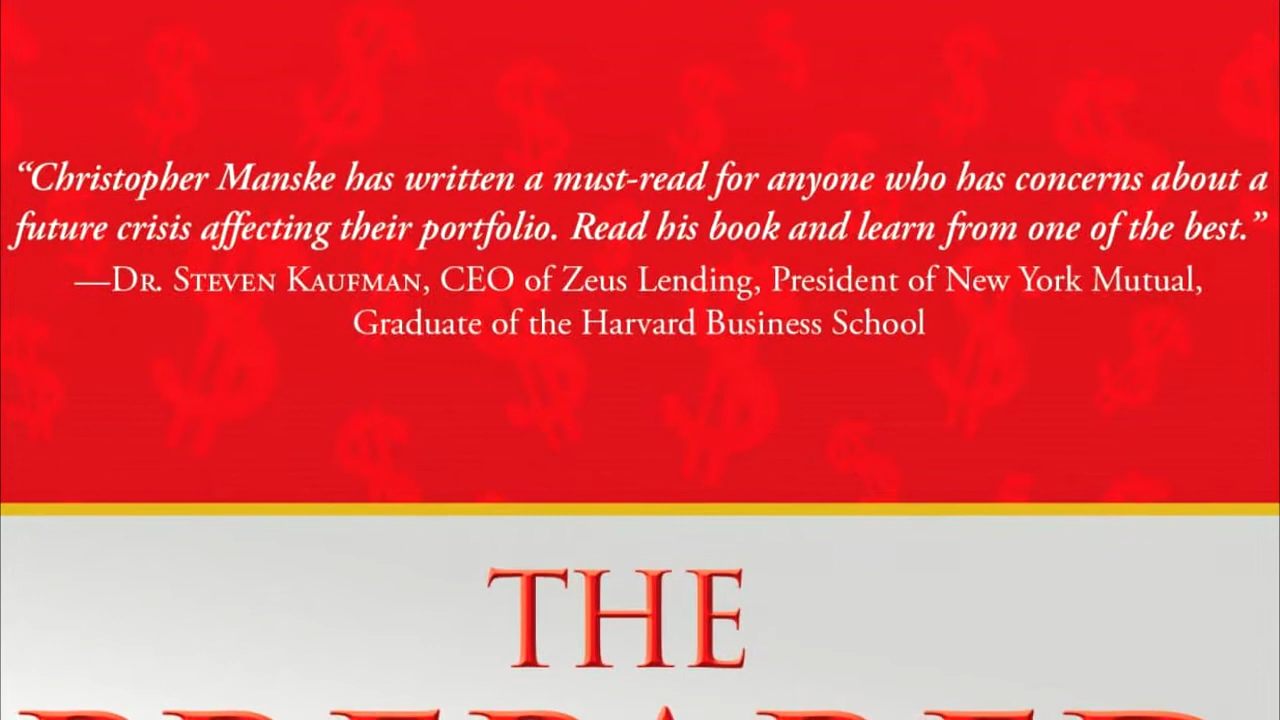 “Christopher Manske has written a must-read for anyone who has concerns about a
future crisis affecting their portfolio. Read his book and learn from one of the best.”
—Dr. Steven Kaufman, CEO of Zeus Lending, President of New York Mutual,
Graduate of the Harvard Business School
THE
PREPARED